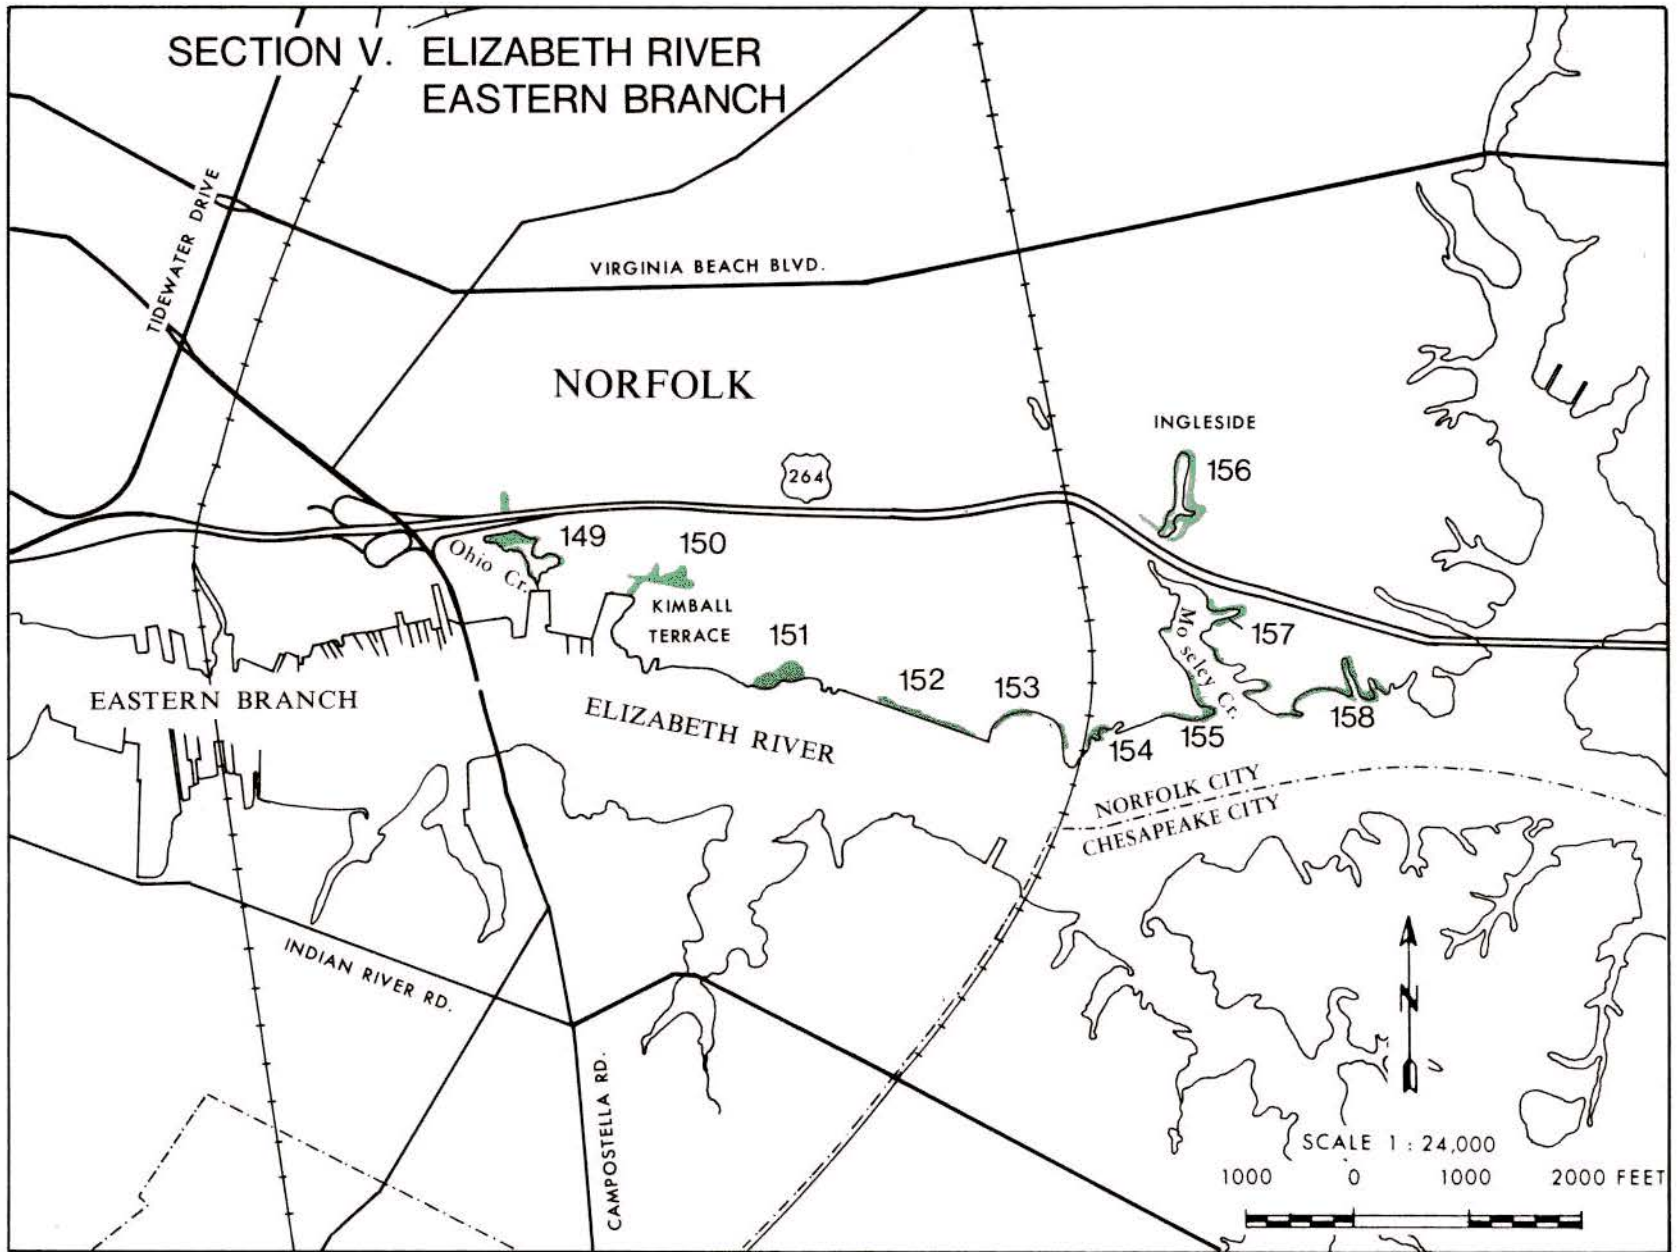 SECTION V. ELIZABETH RIVER
EASTERN BRANCH
TIDEWATER DRIVE
VIRGINIA BEACH BLVD.
NORFOLK
INGLESIDE
156
264
149
150
Ohio Cr.
KIMBALL
TERRACE
151
157
Moseley Cr.
EASTERN BRANCH
ELIZABETH RIVER
152
153
154
155
158
NORFOLK CITY
CHESAPEAKE CITY
INDIAN RIVER RD.
CAMPOSTELLA RD.
N
SCALE 1 : 24,000
1000 0 1000 2000 FEET